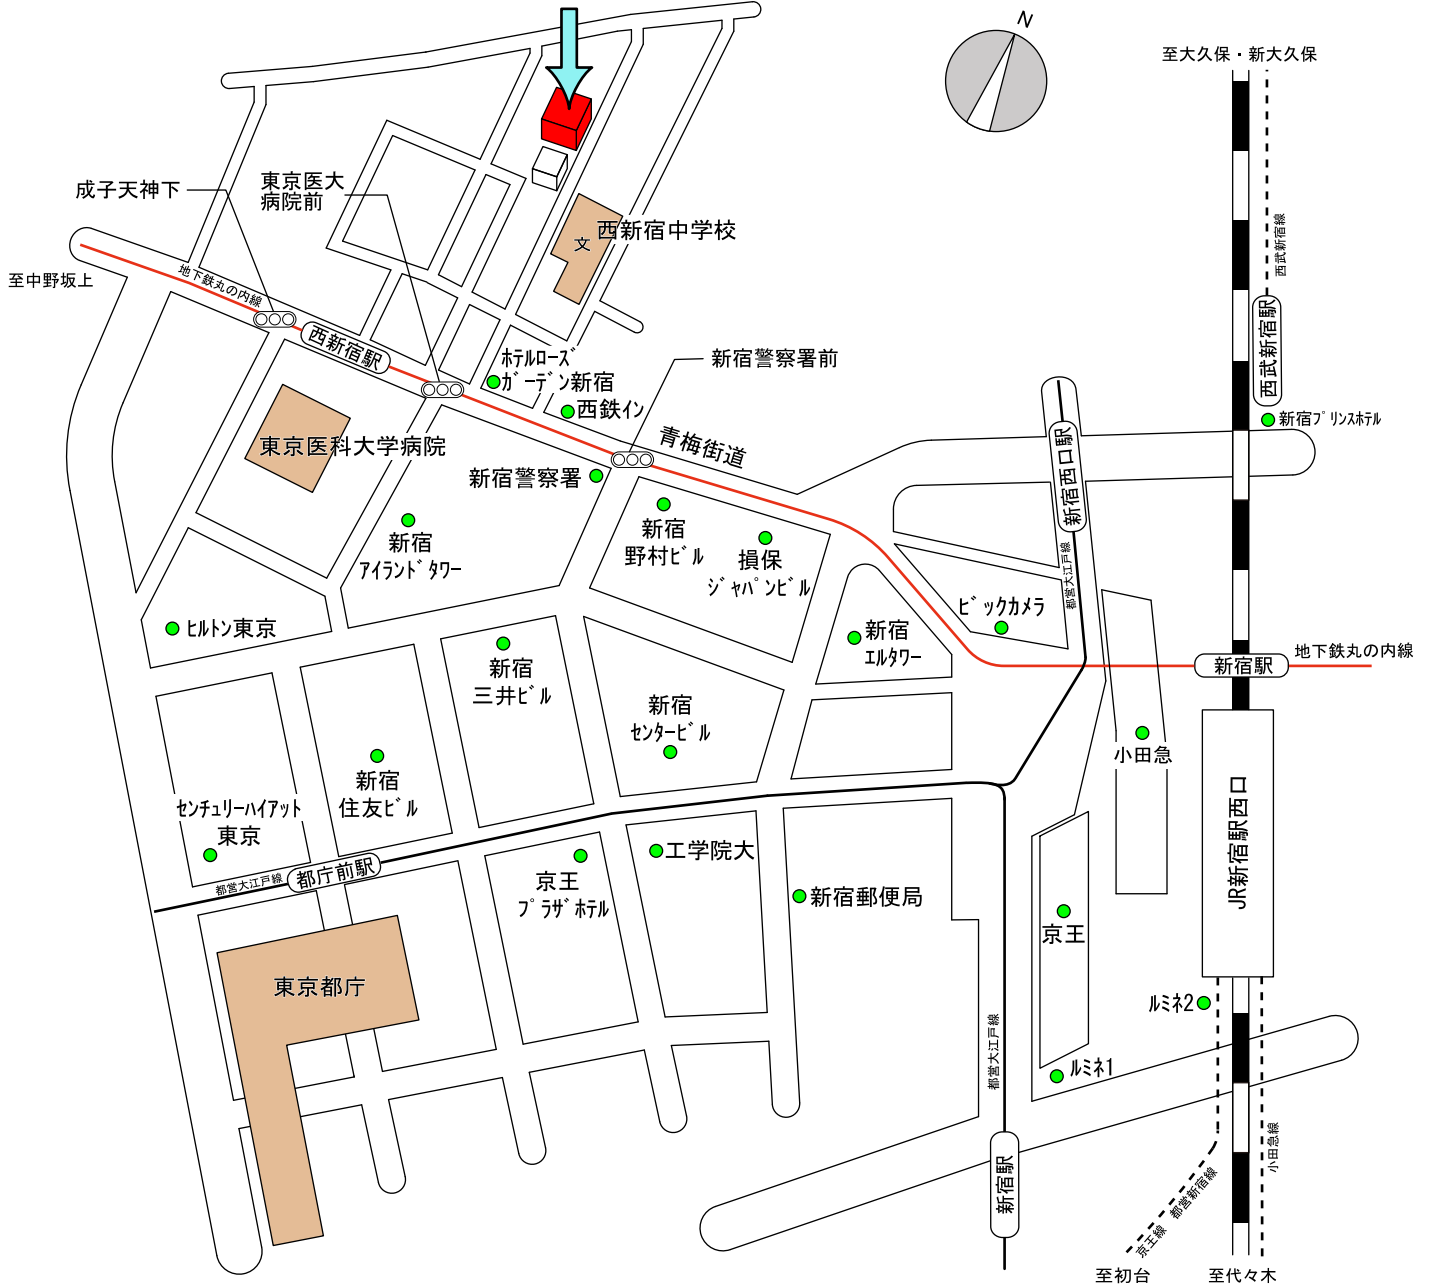 N
至大久保・新大久保
西武新宿線
成子天神下
東京医大
病院前
西新宿中学校
文
至中野坂上
地下鉄丸の内線
西新宿駅
西武新宿駅
ﾎﾃﾙﾛｰｽﾞ
ｶﾞｰﾃﾞﾝ新宿
西鉄ｲﾝ
新宿警察署前
新宿ﾌﾟﾘﾝｽﾎﾃﾙ
青梅街道
東京医科大学病院
新宿警察署
新宿西口駅
新宿
ｱｲﾗﾝﾄﾞﾀﾜｰ
新宿
野村ﾋﾞﾙ
損保
ｼﾞｬﾊﾟﾝﾋﾞﾙ
都営大江戸線
ﾋﾞｯｸｶﾒﾗ
ﾋﾙﾄﾝ東京
新宿
ｴﾙﾀﾜｰ
地下鉄丸の内線
新宿駅
新宿
三井ﾋﾞﾙ
新宿
ｾﾝﾀｰﾋﾞﾙ
小田急
新宿
住友ﾋﾞﾙ
ｾﾝﾁｭﾘｰﾊｲｱｯﾄ
東京
JR新宿駅西口
工学院大
都庁前駅
都営大江戸線
京王
ﾌﾟﾗｻﾞﾎﾃﾙ
新宿郵便局
京王
東京都庁
ﾙﾐﾈ2
都営大江戸線
ﾙﾐﾈ1
小田急線
新宿駅
都営新宿線
京王線
至初台
至代々木